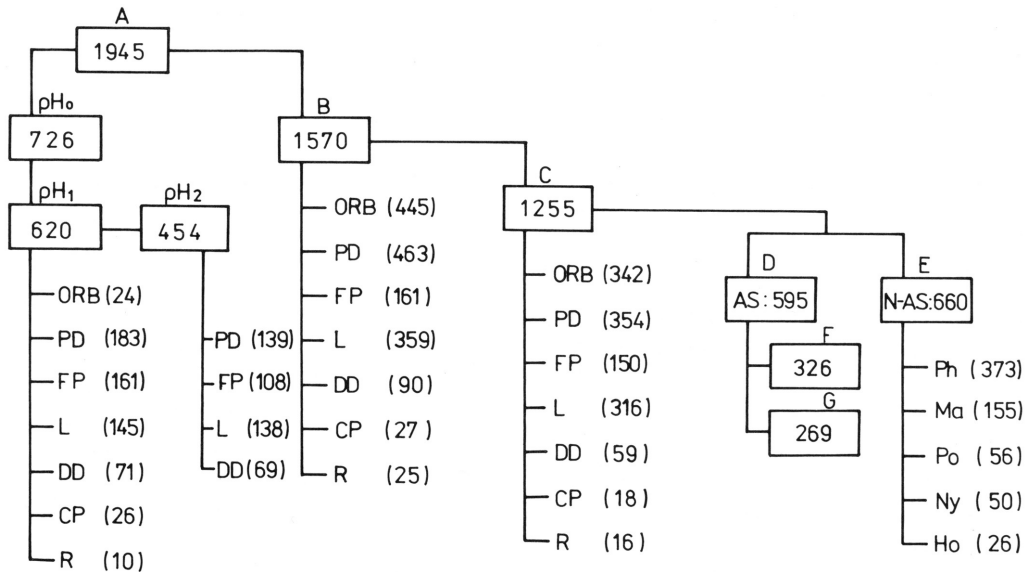 A
1945
ρH₀
726
ρH₁
620
ρH₂
454
ORB (24)
PD (183)
FP (161)
L (145)
DD (71)
CP (26)
R (10)
PD (139)
FP (108)
L (138)
DD (69)
B
1570
ORB (445)
PD (463)
FP (161)
L (359)
DD (90)
CP (27)
R (25)
C
1255
ORB (342)
PD (354)
FP (150)
L (316)
DD (59)
CP (18)
R (16)
D
AS: 595
F
326
G
269
E
N-AS:660
Ph (373)
Ma (155)
Po (56)
Ny (50)
Ho (26)